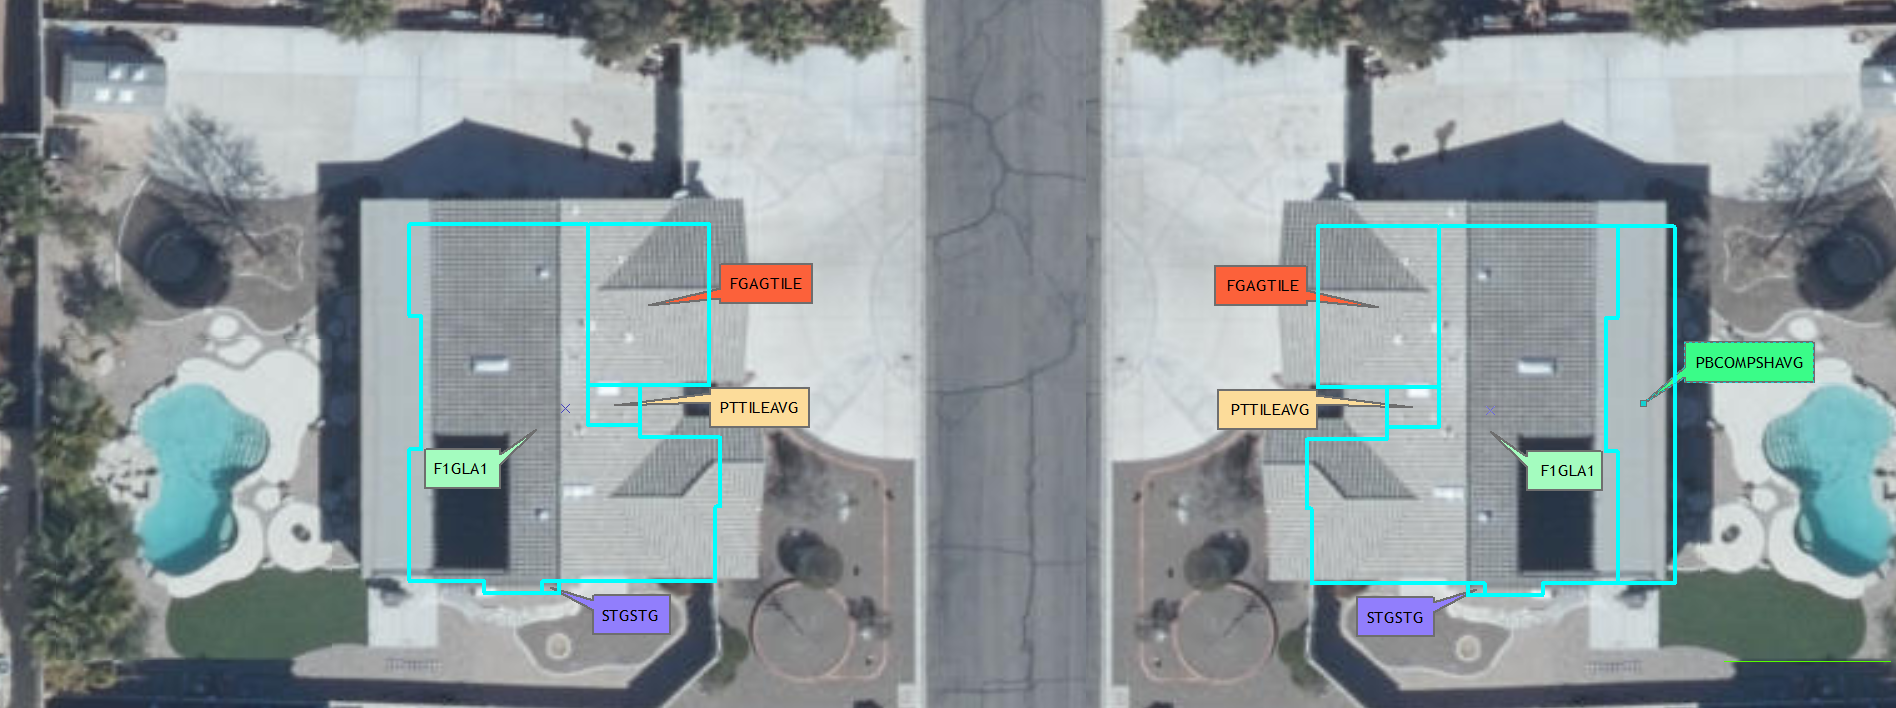 FGAGTILE
PTTILEAVG
F1GLA1
STGSTG
FGAGTILE
PBCOMPSHAVG
PTTILEAVG
F1GLA1
STGSTG